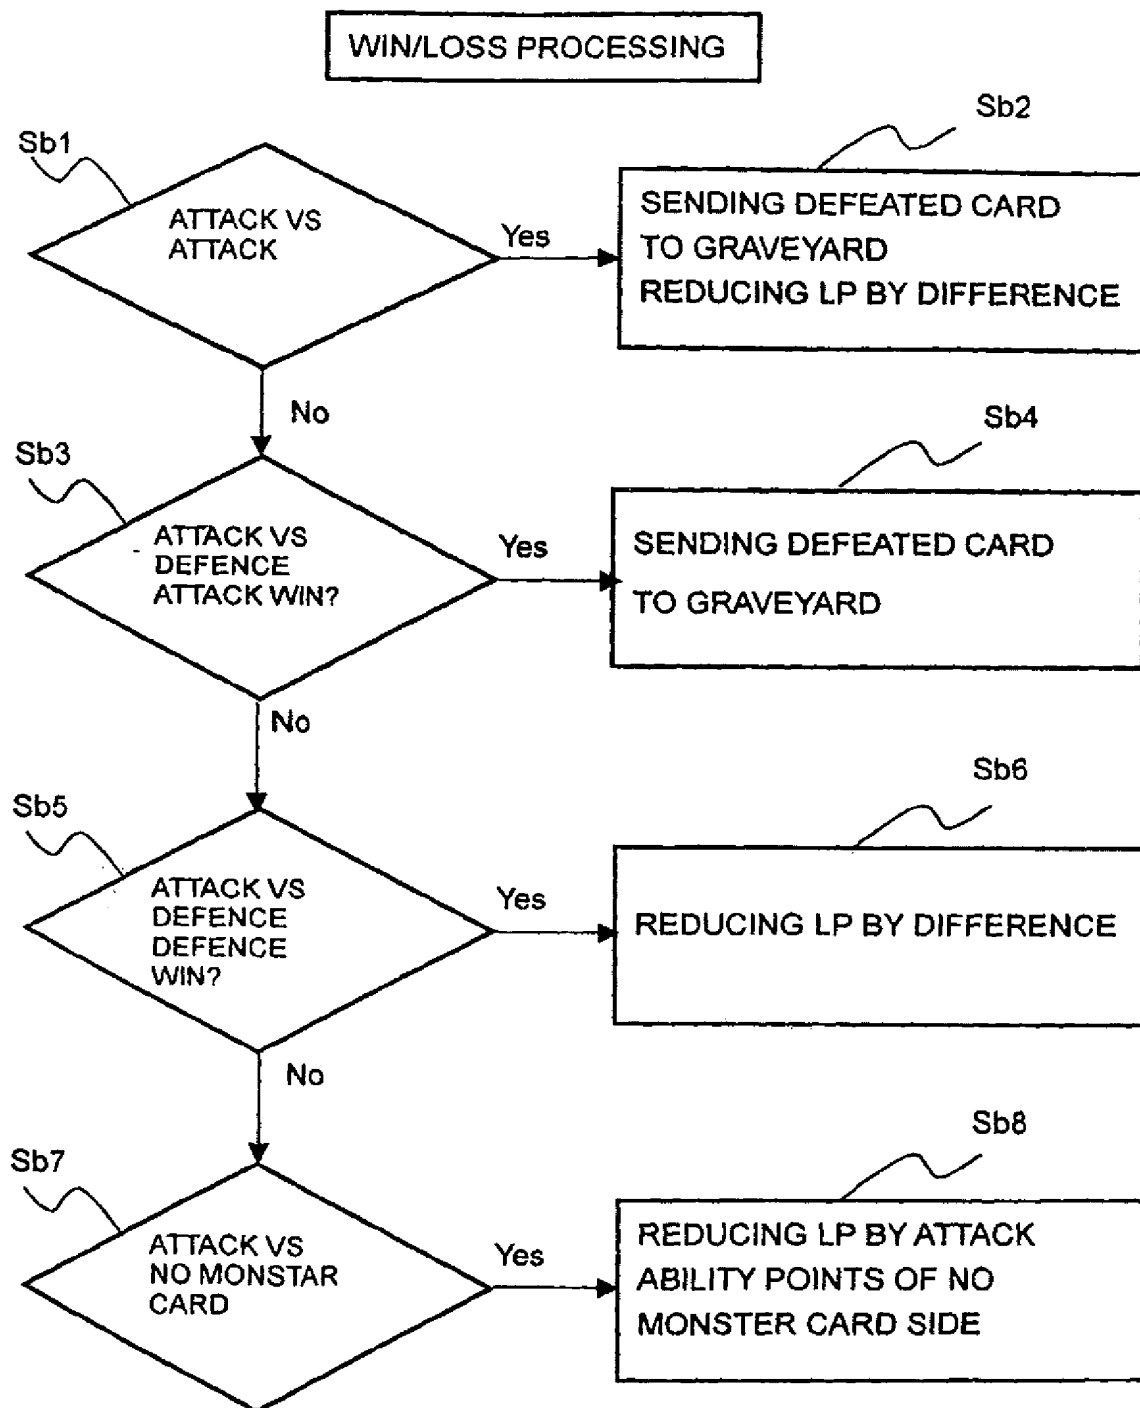 WIN/LOSS PROCESSING
Sb1
ATTACK VS
ATTACK
Yes
Sb2
SENDING DEFEATED CARD
TO GRAVEYARD
REDUCING LP BY DIFFERENCE
No
Sb3
ATTACK VS
DEFENCE
ATTACK WIN?
Yes
Sb4
SENDING DEFEATED CARD
TO GRAVEYARD
No
Sb5
ATTACK VS
DEFENCE
DEFENCE
WIN?
Yes
Sb6
REDUCING LP BY DIFFERENCE
No
Sb7
ATTACK VS
NO MONSTAR
CARD
Yes
Sb8
REDUCING LP BY ATTACK
ABILITY POINTS OF NO
MONSTER CARD SIDE